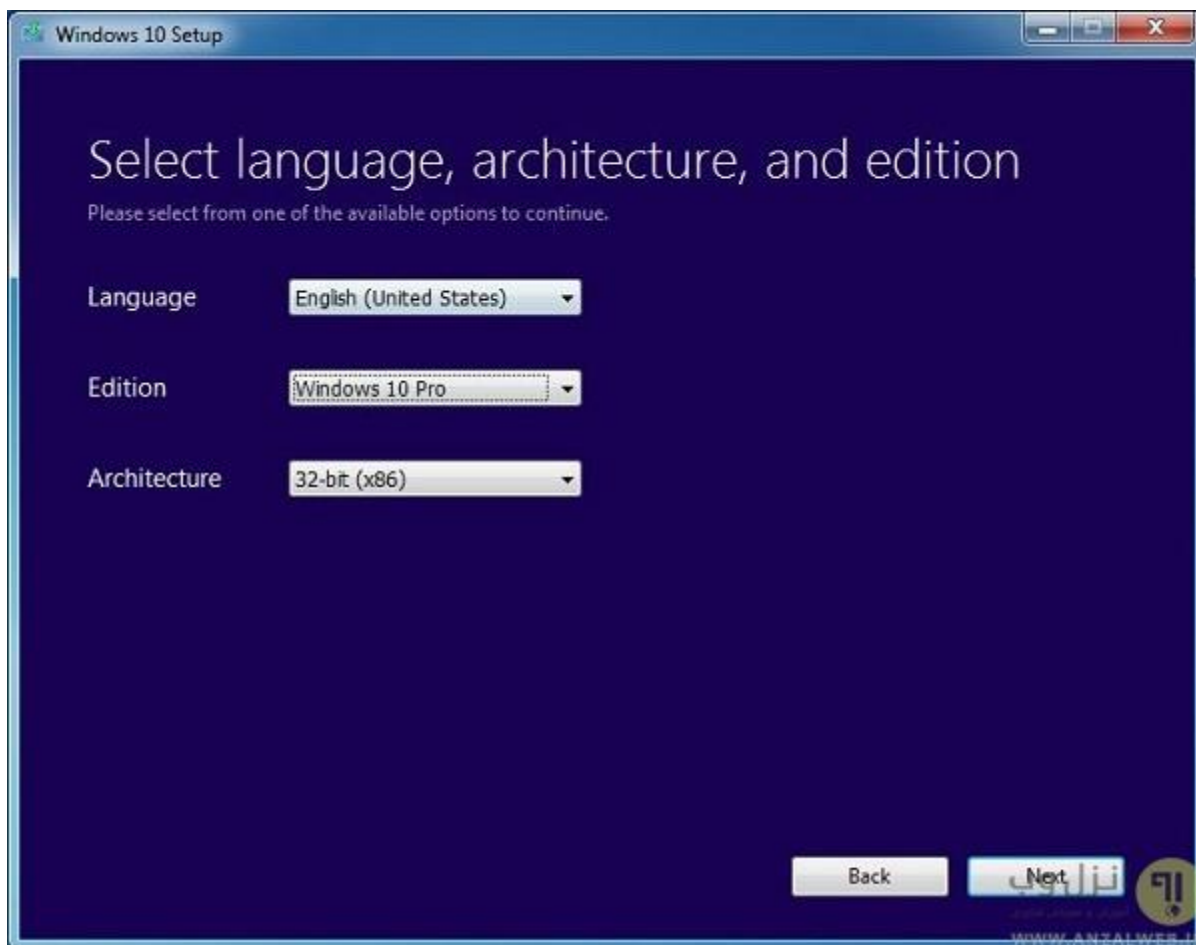 Windows 10 Setup
Select language, architecture, and edition
Please select from one of the available options to continue.
Language English (United States)
Edition Windows 10 Pro
Architecture 32-bit (x86)
Back Next
نزل وب
WWW.ANZALWEB.I